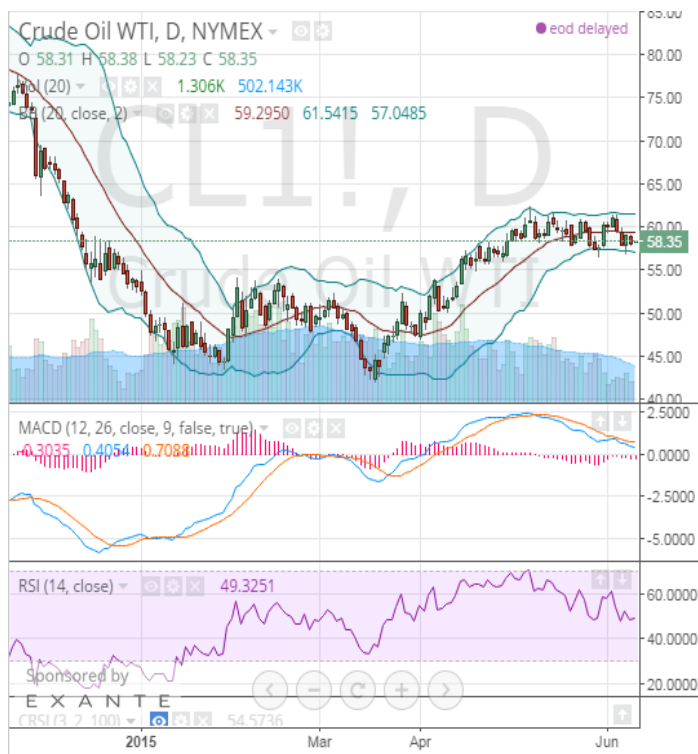 85.00
Crude Oil WTI, D, NYMEX
eod delayed
O 58.31 H 58.38 L 58.23 C 58.35
80.00
Vol (20) 1.306K 502.143K
75.00
BB (20, close, 2) 59.2950 61.5415 57.0485
70.00
CL1!, D
65.00
60.00
58.35
Crude Oil WTI
55.00
50.00
45.00
40.00
2.5000
MACD (12, 26, close, 9, false, true)
-0.3035 0.4054 0.7088
0.0000
-2.5000
-5.0000
RSI (14, close) 49.3251
60.0000
40.0000
Sponsored by
20.0000
EXANTE
CRSI (3, 2, 100) 54.5736
2015 Mar Apr Jun